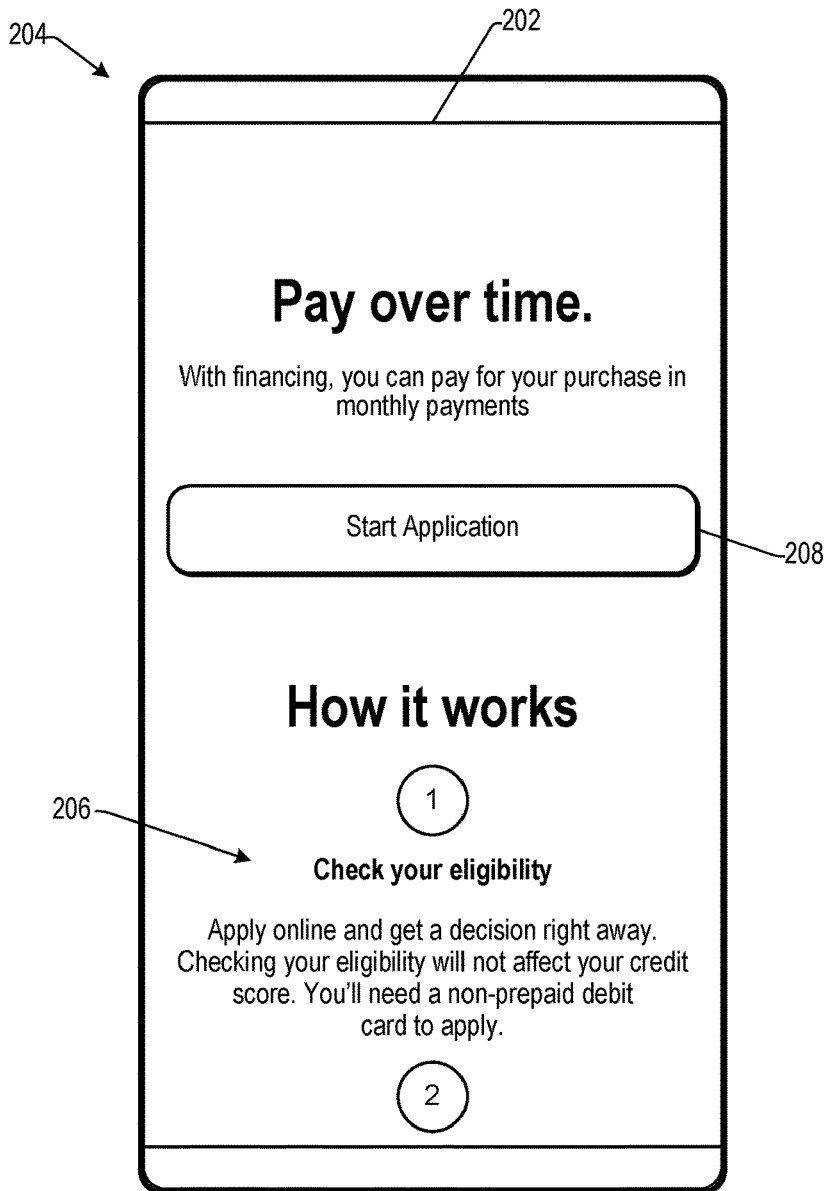 204
202
Pay over time.
With financing, you can pay for your purchase in
monthly payments
Start Application
208
How it works
1
206
Check your eligibility
Apply online and get a decision right away.
Checking your eligibility will not affect your credit
score. You'll need a non-prepaid debit
card to apply.
2